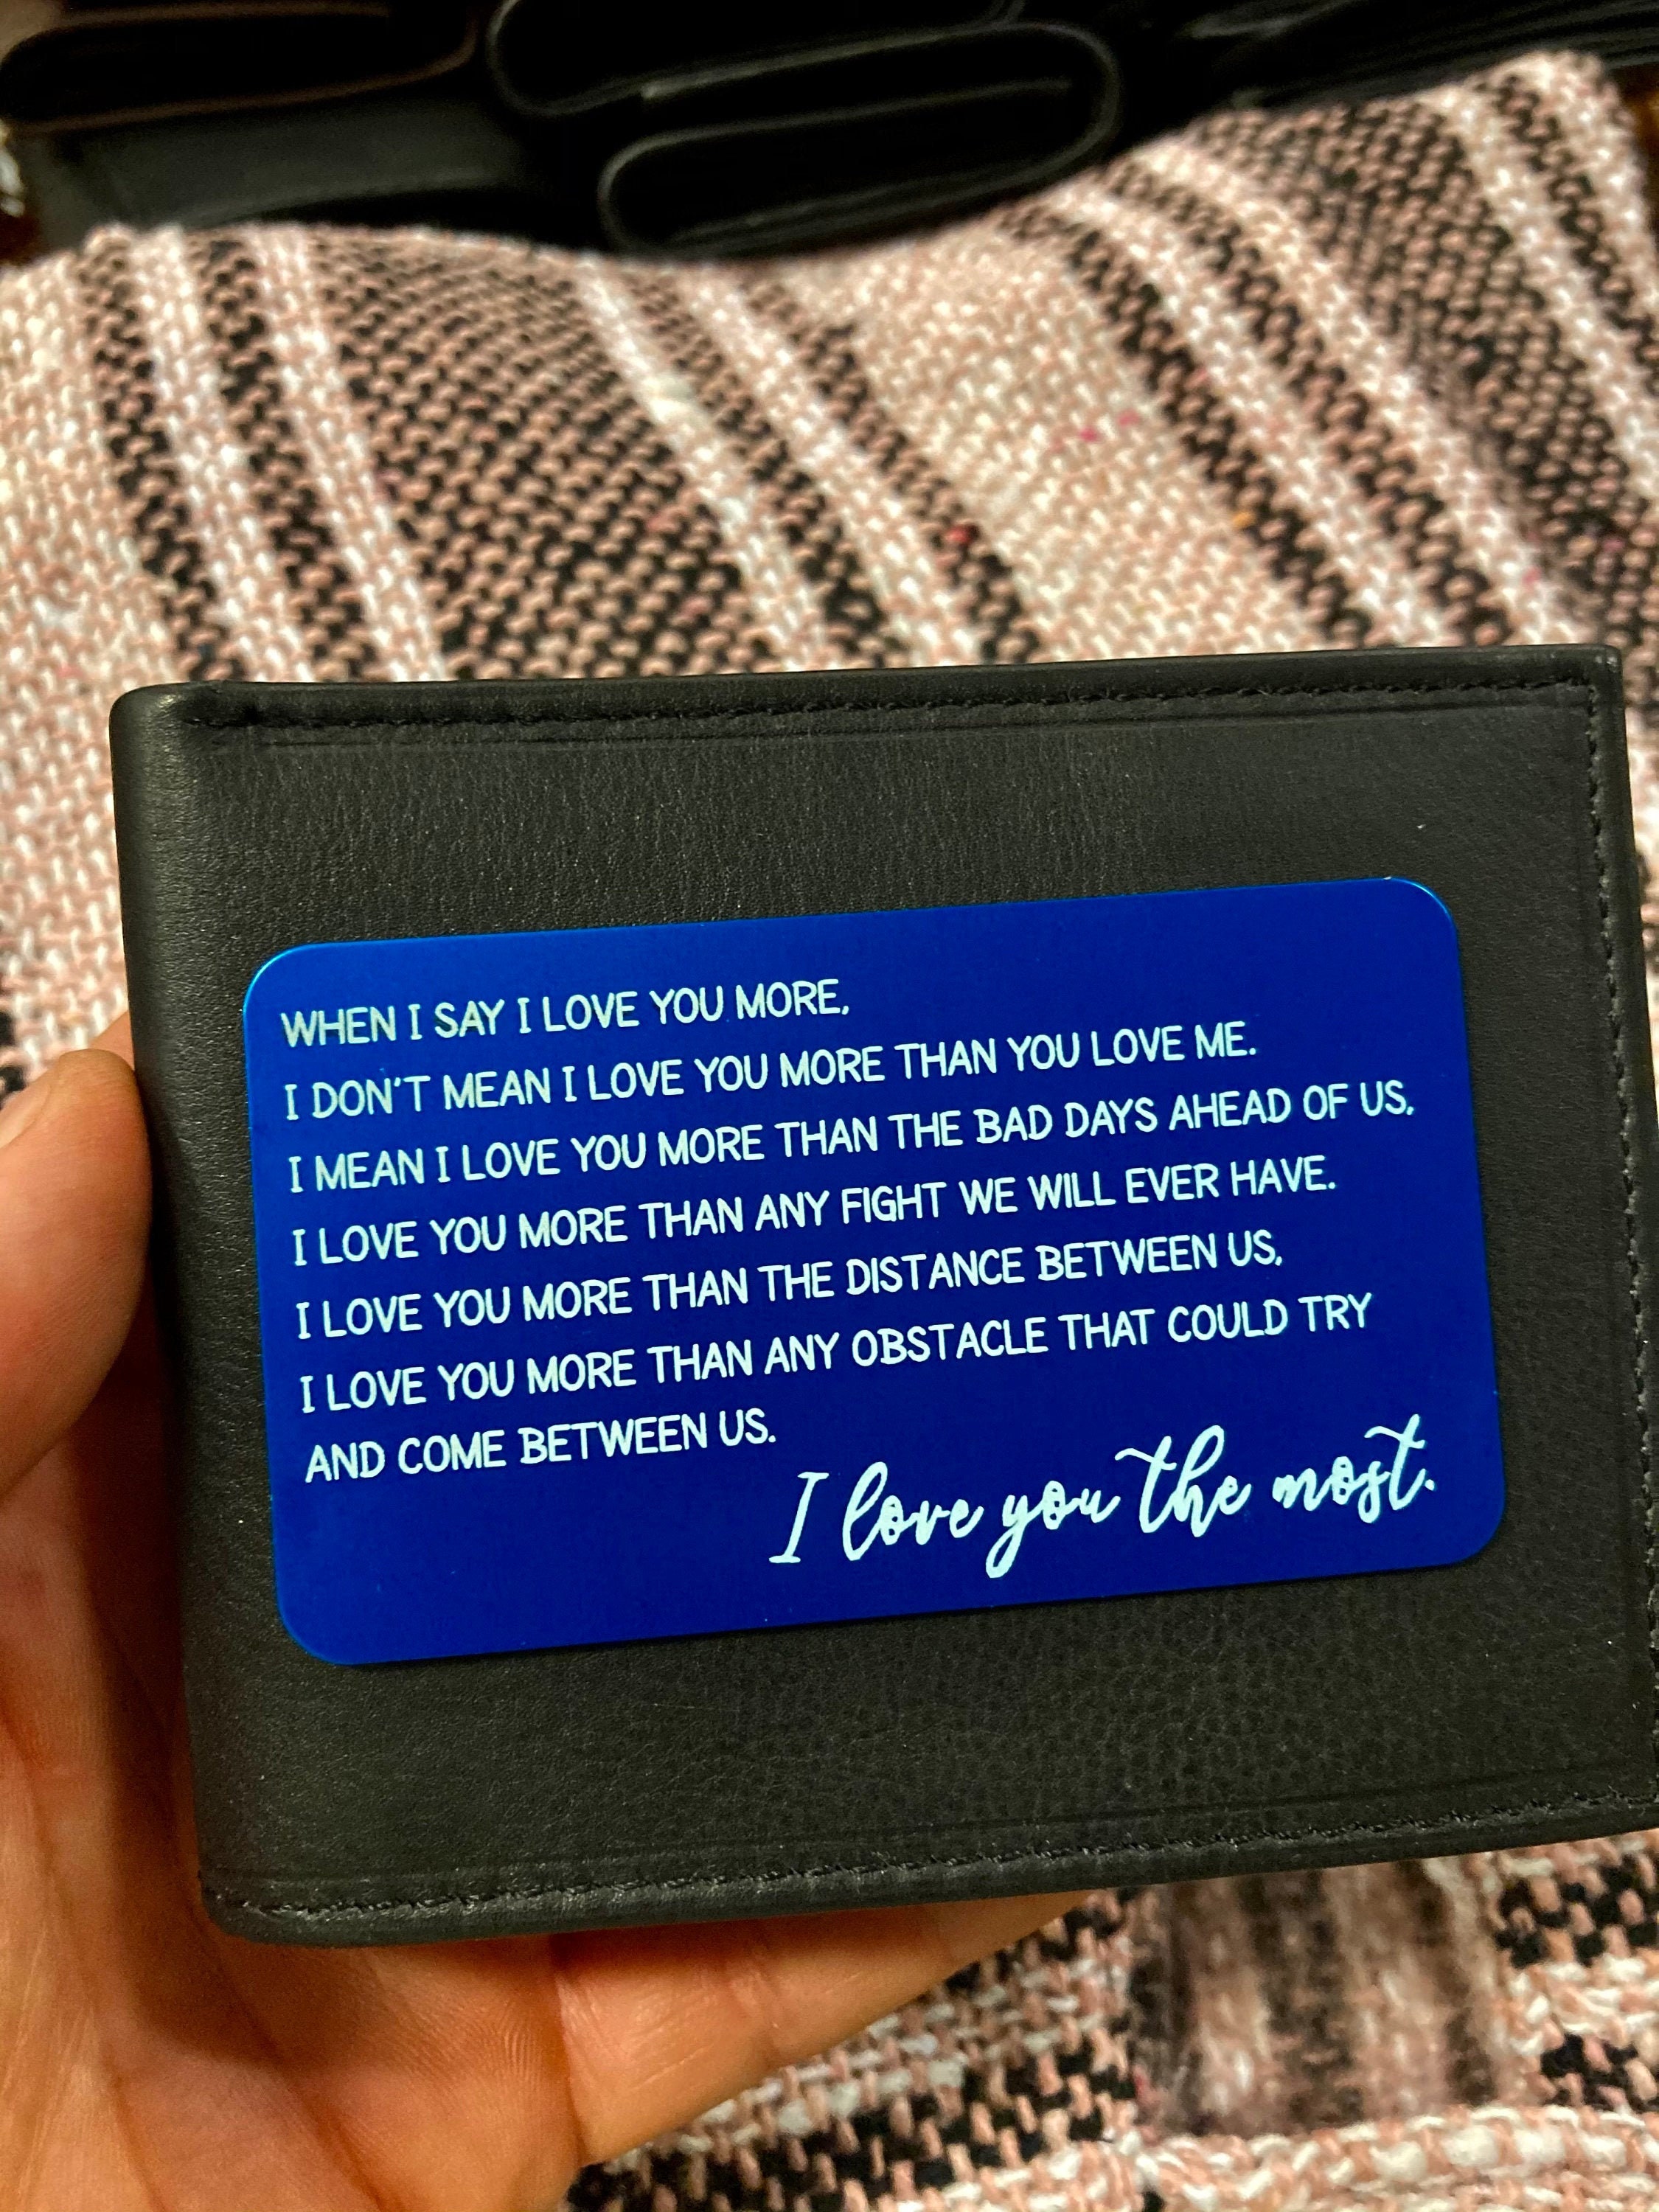 WHEN I SAY I LOVE YOU MORE,
I DON'T MEAN I LOVE YOU MORE THAN YOU LOVE ME.
I MEAN I LOVE YOU MORE THAN THE BAD DAYS AHEAD OF US,
I LOVE YOU MORE THAN ANY FIGHT WE WILL EVER HAVE.
I LOVE YOU MORE THAN THE DISTANCE BETWEEN US,
I LOVE YOU MORE THAN ANY OBSTACLE THAT COULD TRY
AND COME BETWEEN US.
I love you the most.